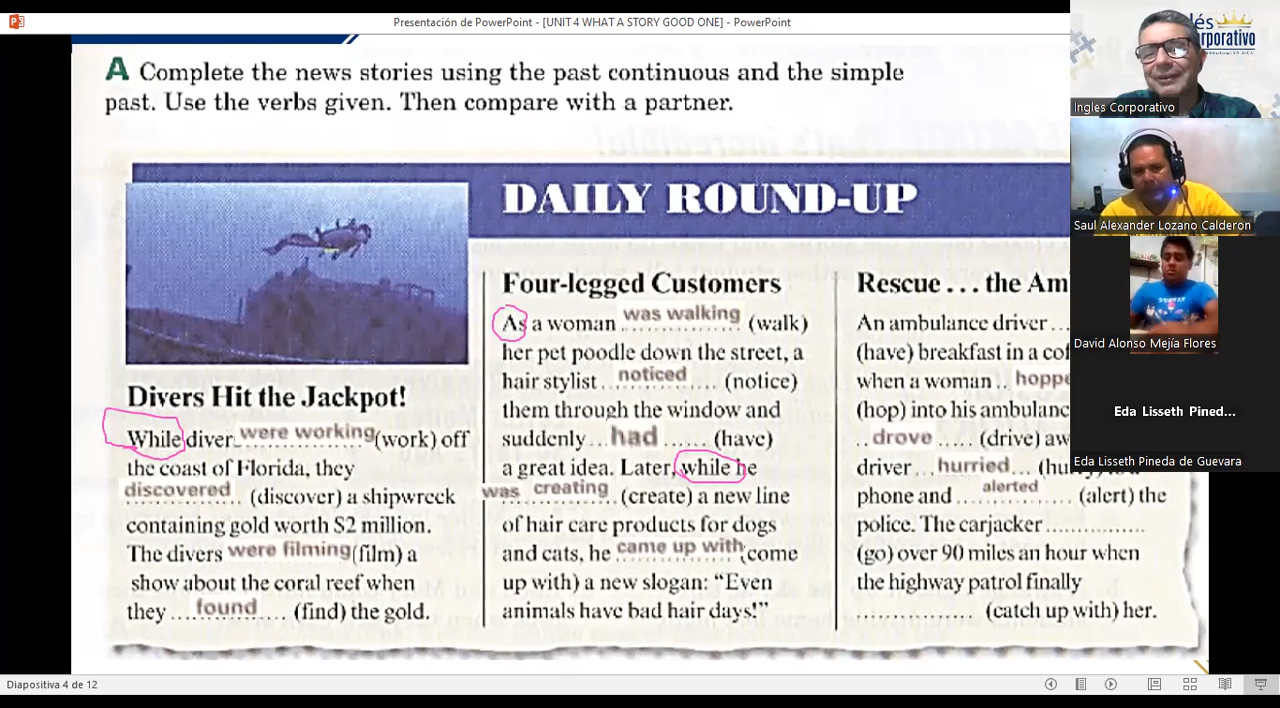 Presentación de PowerPoint - [UNIT 4 WHAT A STORY GOOD ONE] - PowerPoint
A Complete the news stories using the past continuous and the simple
past. Use the verbs given. Then compare with a partner.
DAILY ROUND-UP
Divers Hit the Jackpot!
While divers were working (work) off
the coast of Florida, they
discovered (discover) a shipwreck
containing gold worth $2 million.
The divers were filming (film) a
show about the coral reef when
they found (find) the gold.
Four-legged Customers
As a woman was walking (walk)
her pet poodle down the street, a
hair stylist noticed (notice)
them through the window and
suddenly had (have)
a great idea. Later, while he
was creating (create) a new line
of hair care products for dogs
and cats, he came up with (come
up with) a new slogan: “Even
animals have bad hair days!”
Rescue . . . the Am
An ambulance driver
(have) breakfast in a cof
when a woman hoppe
(hop) into his ambulanc
drove (drive) aw
driver hurried
phone and alerted (alert) the
police. The carjacker
(go) over 90 miles an hour when
the highway patrol finally
(catch up with) her.
Corporativo
Ingles Corporativo
Saul Alexander Lozano Calderon
David Alonso Mejía Flores
Eda Lisseth Pined...
Eda Lisseth Pineda de Guevara
Diapositiva 4 de 12